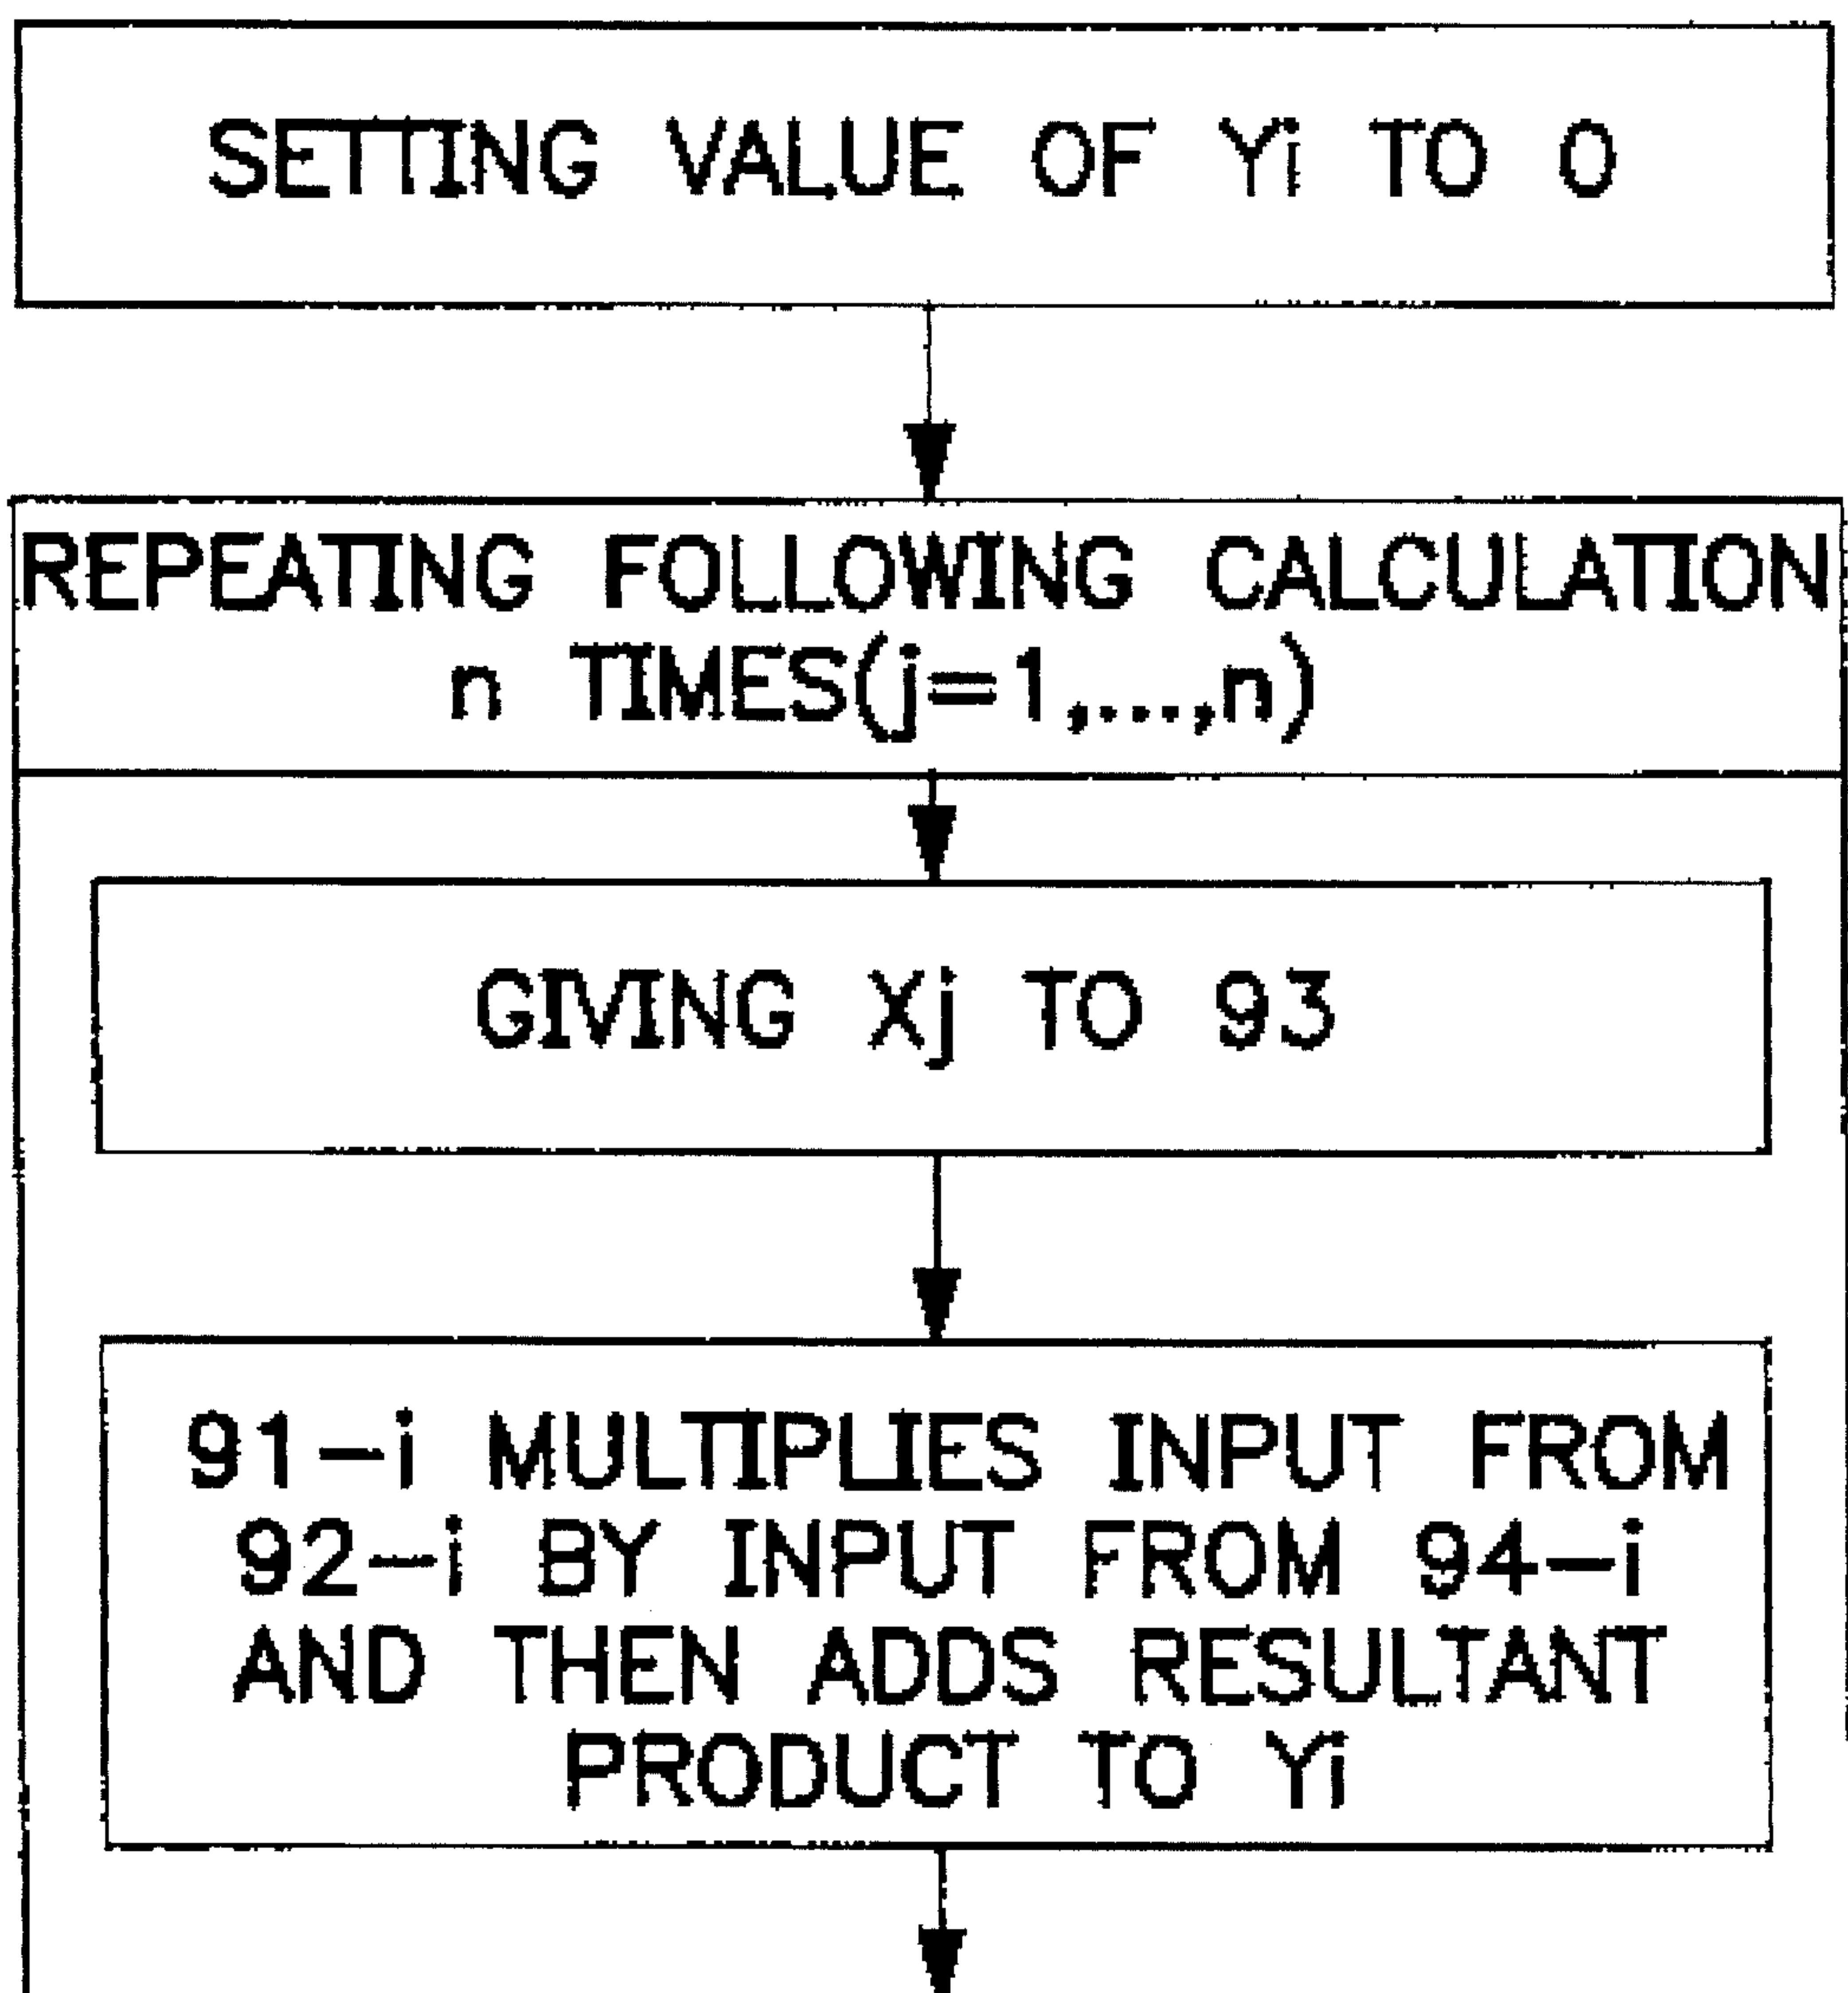 SETTING VALUE OF Yi TO 0
REPEATING FOLLOWING CALCULATION
n TIMES(j=1,...,n)
GIVING Xj TO 93
91-i MULTIPLIES INPUT FROM
92-i BY INPUT FROM 94-i
AND THEN ADDS RESULTANT
PRODUCT TO Yi